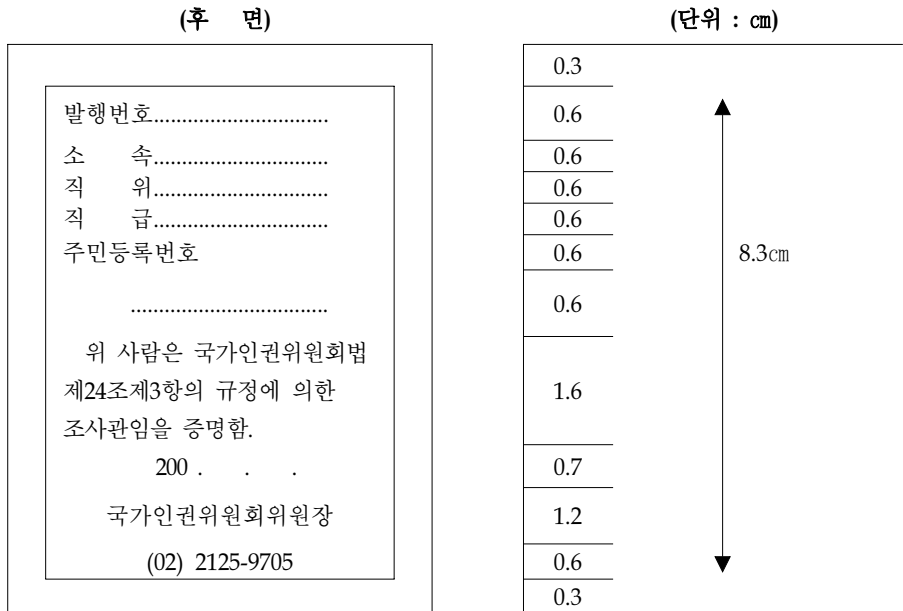 (후 면)
발행번호...............................
소 속...............................
직 위...............................
직 급...............................
주민등록번호
...................................
위 사람은 국가인권위원회법
제24조제3항의 규정에 의한
조사관임을 증명함.
200 . . .
국가인권위원회위원장
(02) 2125-9705
(단위 : ㎝)
0.3
0.6
0.6
0.6
0.6
0.6
0.6
1.6
0.7
1.2
0.6
0.3
8.3㎝